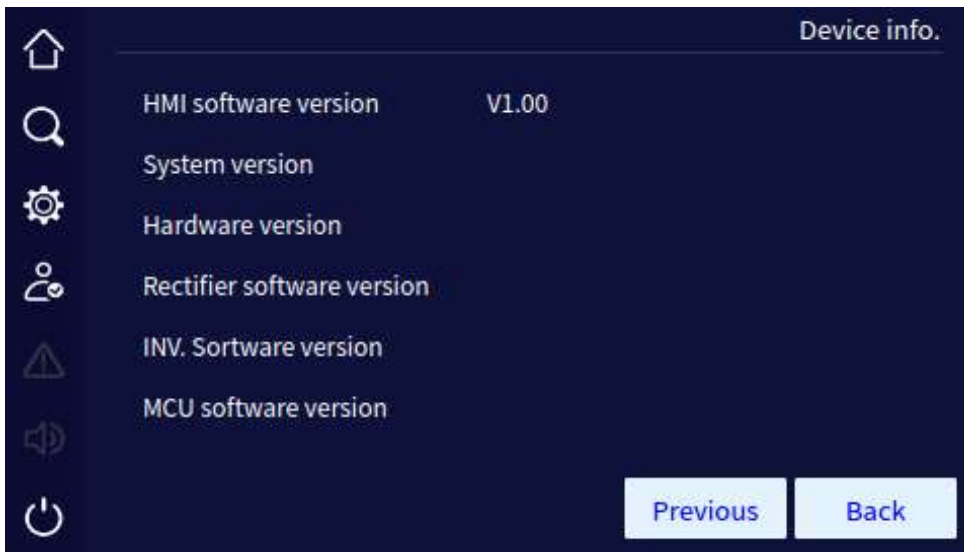 Device info.
HMI software version V1.00
System version
Hardware version
Rectifier software version
INV. Sortware version
MCU software version
Previous Back